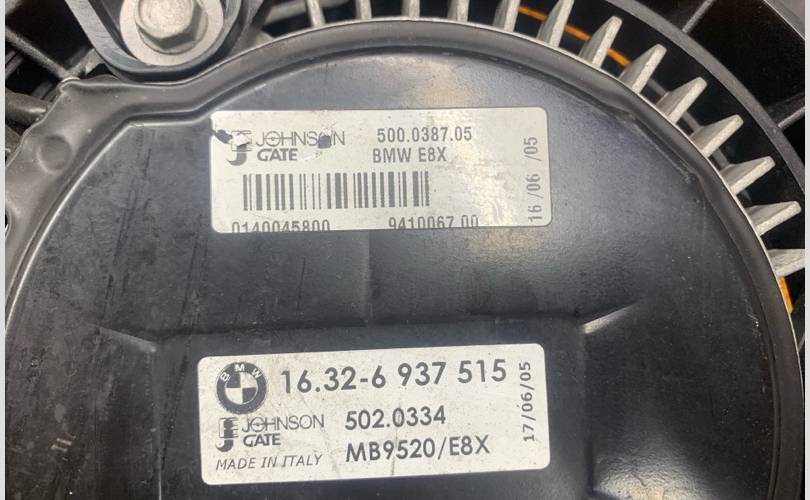 JOHNSON 500.0387.05
GATE BMW E8X
0140045800 9410067.00
16/06 /05
BMW
16.32-6 937 515
JOHNSON 502.0334
GATE MB9520/E8X
MADE IN ITALY
17/06/05